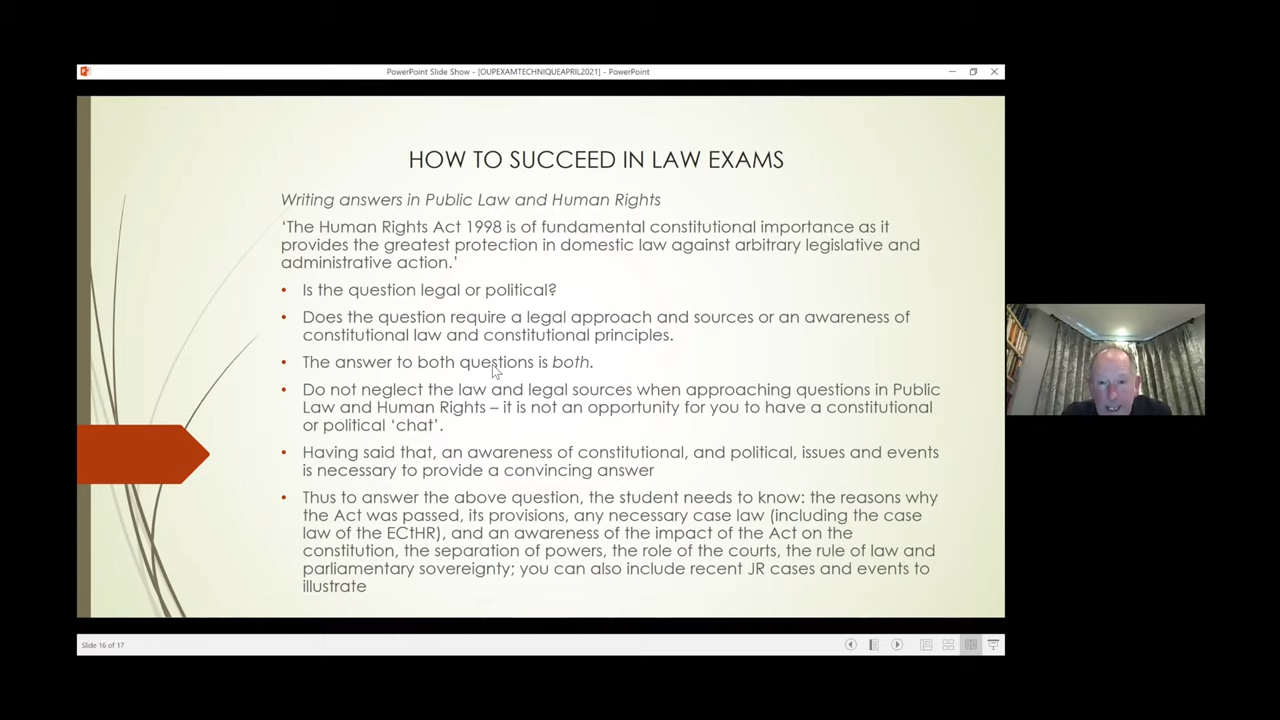 PowerPoint Slide Show - [OUPEXAMTECHNIQUEAPRIL2021] - PowerPoint
HOW TO SUCCEED IN LAW EXAMS
Writing answers in Public Law and Human Rights
‘The Human Rights Act 1998 is of fundamental constitutional importance as it
provides the greatest protection in domestic law against arbitrary legislative and
administrative action.’
• Is the question legal or political?
• Does the question require a legal approach and sources or an awareness of
constitutional law and constitutional principles.
• The answer to both questions is both.
• Do not neglect the law and legal sources when approaching questions in Public
Law and Human Rights – it is not an opportunity for you to have a constitutional
or political ‘chat’.
• Having said that, an awareness of constitutional, and political, issues and events
is necessary to provide a convincing answer
• Thus to answer the above question, the student needs to know: the reasons why
the Act was passed, its provisions, any necessary case law (including the case
law of the ECtHR), and an awareness of the impact of the Act on the
constitution, the separation of powers, the role of the courts, the rule of law and
parliamentary sovereignty; you can also include recent JR cases and events to
illustrate
Slide 16 of 17